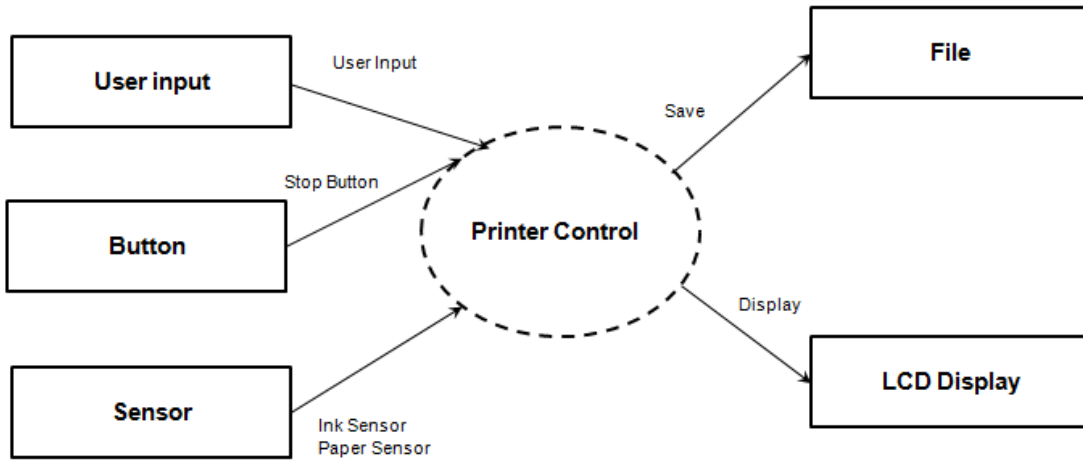 User input
User Input
File
Save
Stop Button
Button
Printer Control
Display
Sensor
Ink Sensor
Paper Sensor
LCD Display